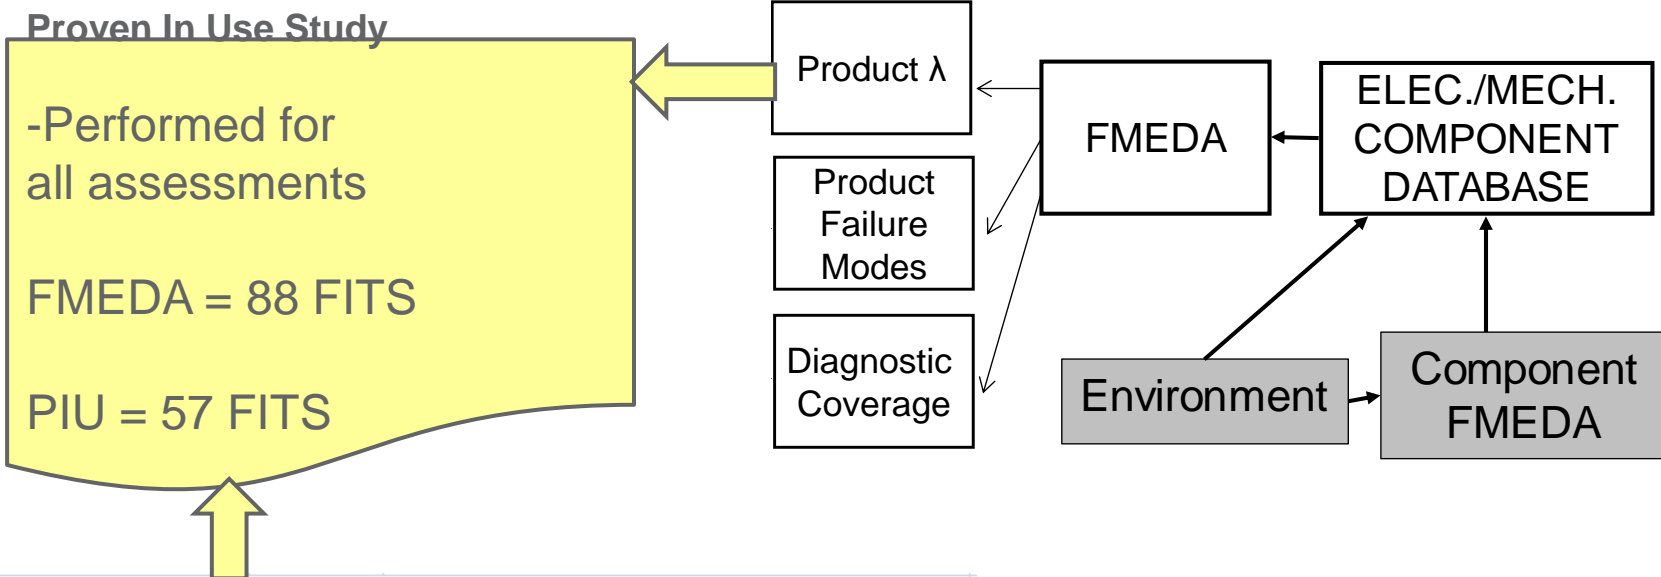 Proven In Use Study
-Performed for
all assessments
FMEDA = 88 FITS
PIU = 57 FITS
Product λ
Product
Failure
Modes
Diagnostic
Coverage
FMEDA
ELEC./MECH.
COMPONENT
DATABASE
Environment
Component
FMEDA